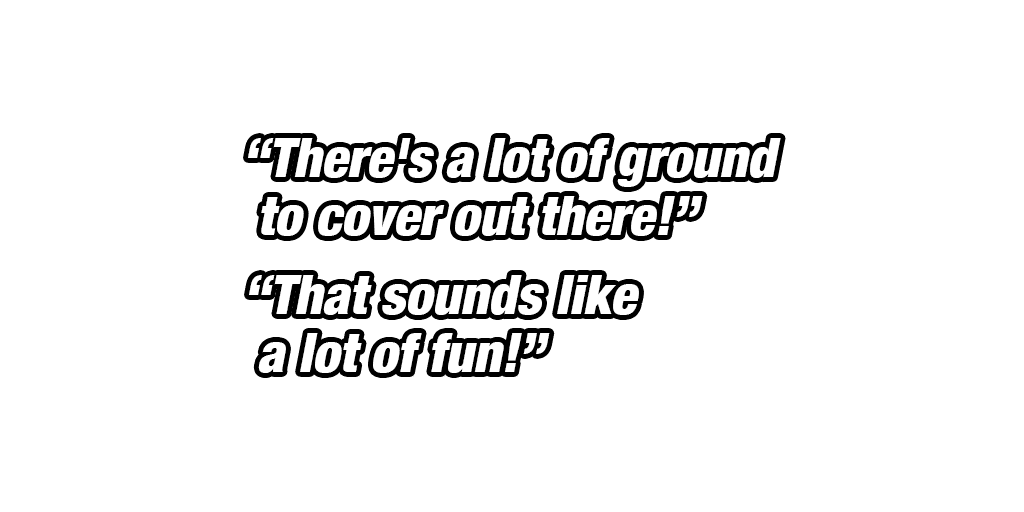 “There's a lot of ground
to cover out there!”
“That sounds like
a lot of fun!”